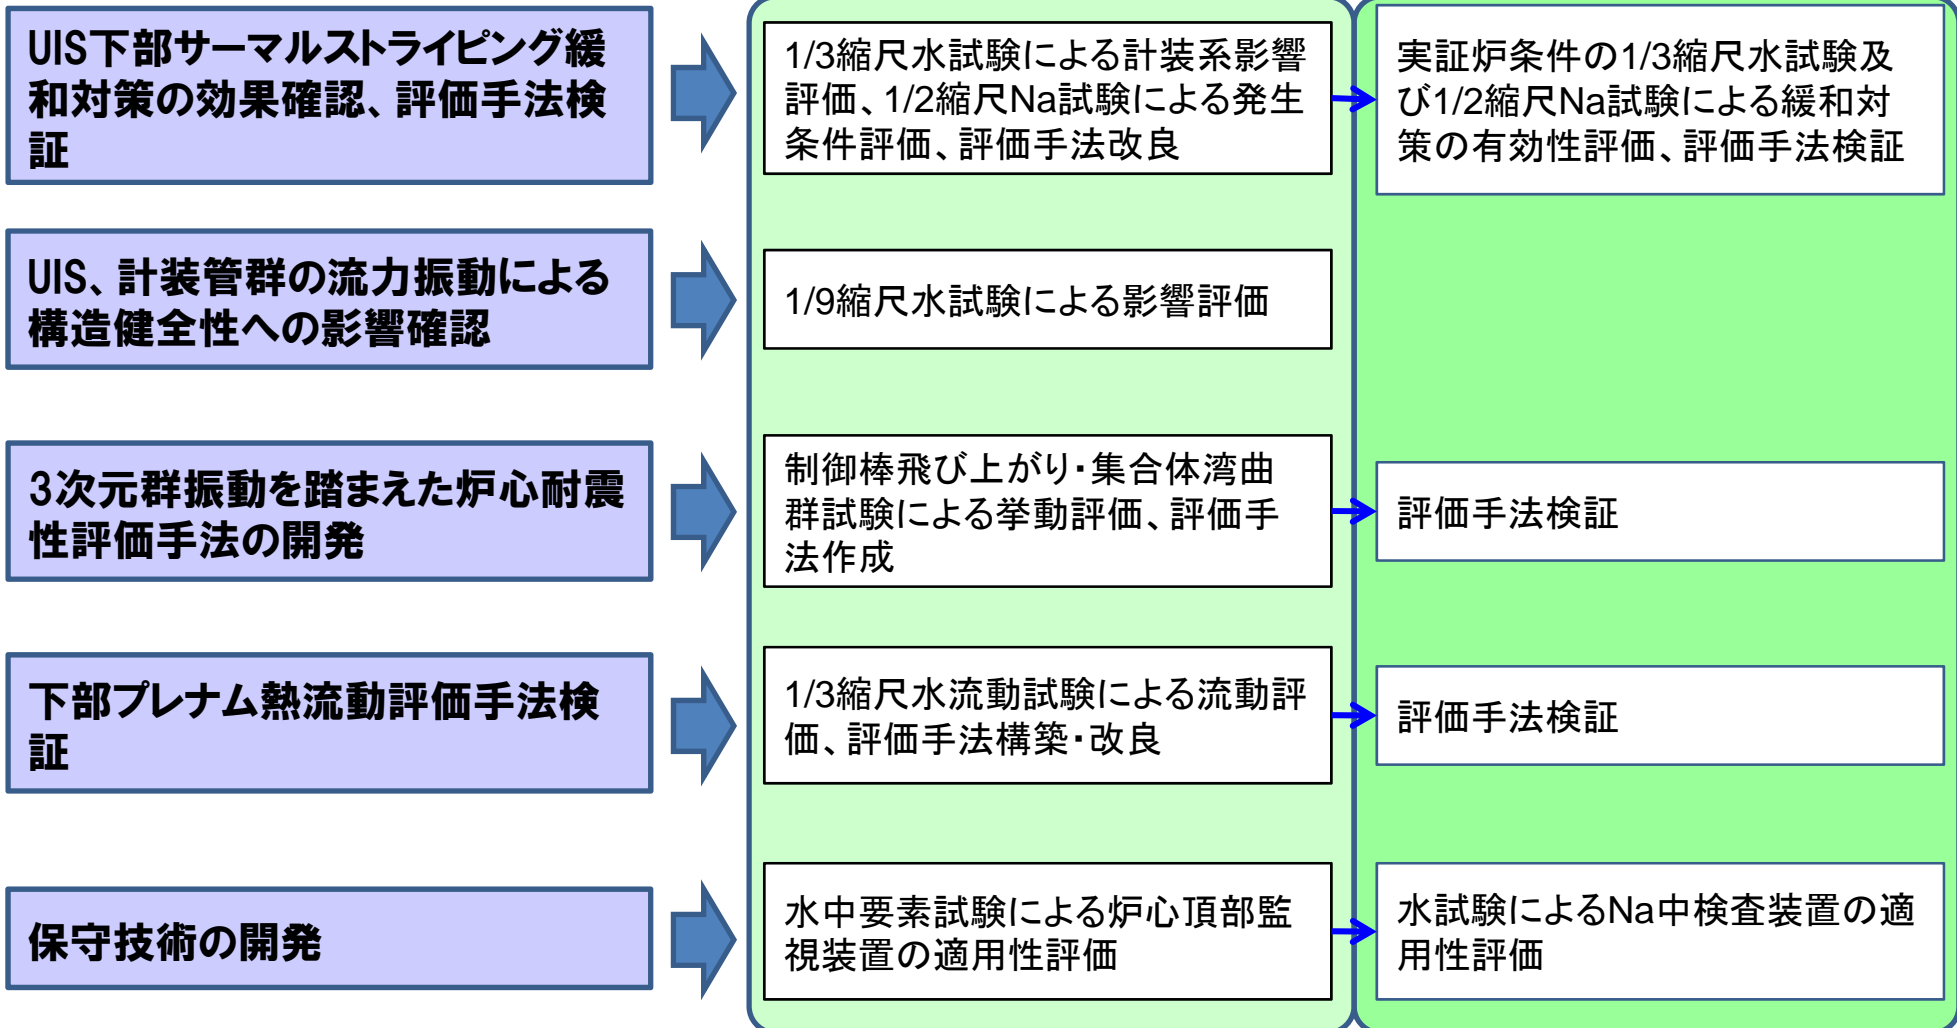 UIS下部サーマルストライピング緩
和対策の効果確認、評価手法検
証
1/3縮尺水試験による計装系影響
評価、1/2縮尺Na試験による発生
条件評価、評価手法改良
実証炉条件の1/3縮尺水試験及
び1/2縮尺Na試験による緩和対
策の有効性評価、評価手法検証
UIS、計装管群の流力振動による
構造健全性への影響確認
1/9縮尺水試験による影響評価
3次元群振動を踏まえた炉心耐震
性評価手法の開発
制御棒飛び上がり・集合体湾曲
群試験による挙動評価、評価手
法作成
評価手法検証
下部プレナム熱流動評価手法検
証
1/3縮尺水流動試験による流動評
価、評価手法構築・改良
評価手法検証
保守技術の開発
水中要素試験による炉心頂部監
視装置の適用性評価
水試験によるNa中検査装置の適
用性評価